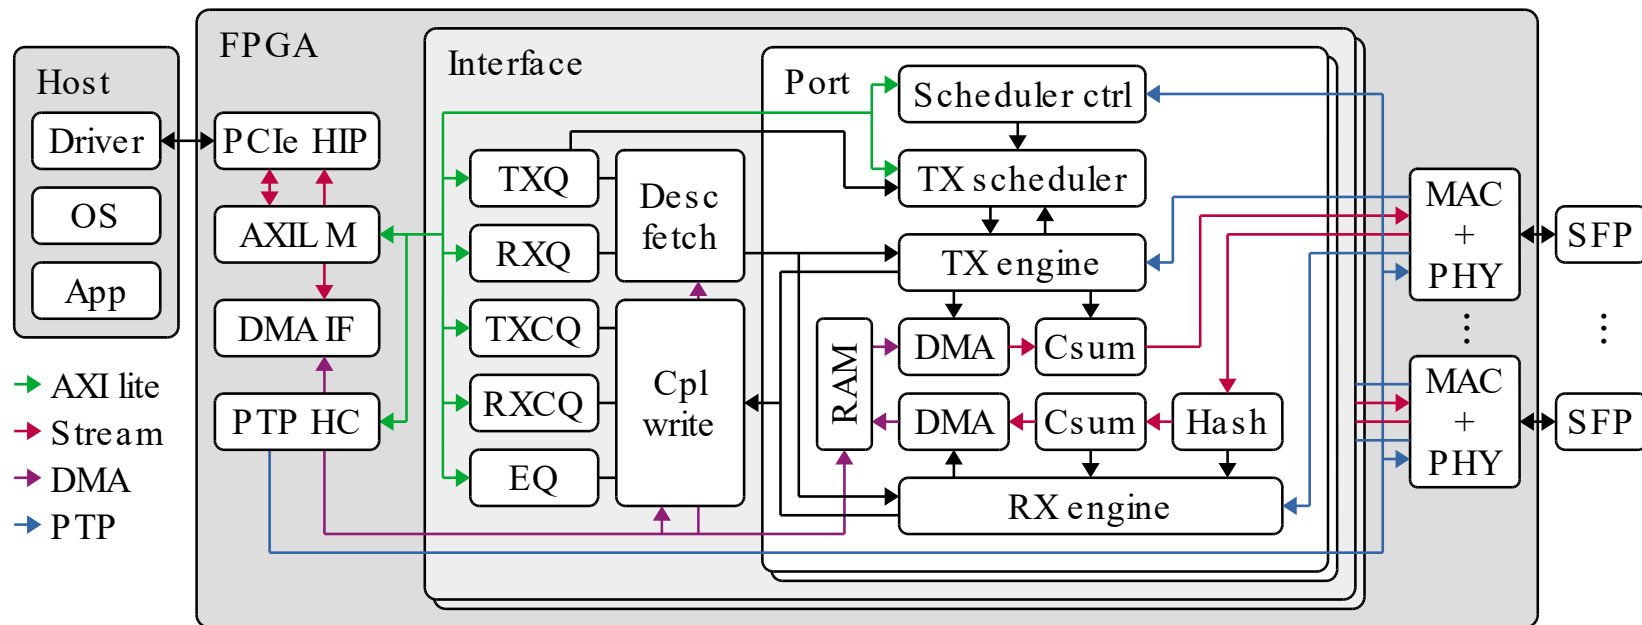 FPGA
Host
Driver
OS
App
AXI lite
Stream
DMA
PTP
PCIe HIP
AXIL M
DMA IF
PTP HC
Interface
TXQ
RXQ
TXCQ
RXCQ
EQ
Desc
fetch
Cpl
write
Port
Scheduler ctrl
TX scheduler
TX engine
RAM
DMA
Csum
DMA
Csum
Hash
RX engine
MAC
+
PHY
SFP
⋮
⋮
MAC
+
PHY
SFP